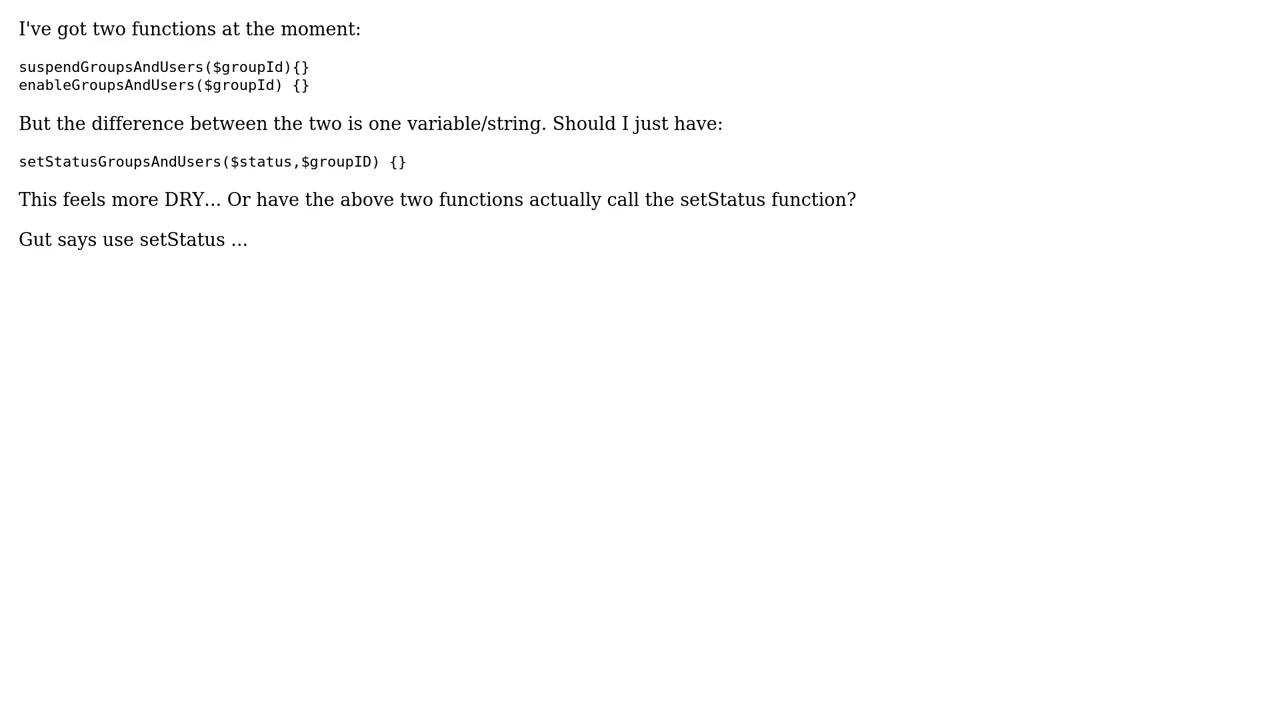 I've got two functions at the moment:
suspendGroupsAndUsers($groupId){}
enableGroupsAndUsers($groupId) {}
But the difference between the two is one variable/string. Should I just have:
setStatusGroupsAndUsers($status,$groupID) {}
This feels more DRY... Or have the above two functions actually call the setStatus function?
Gut says use setStatus ...